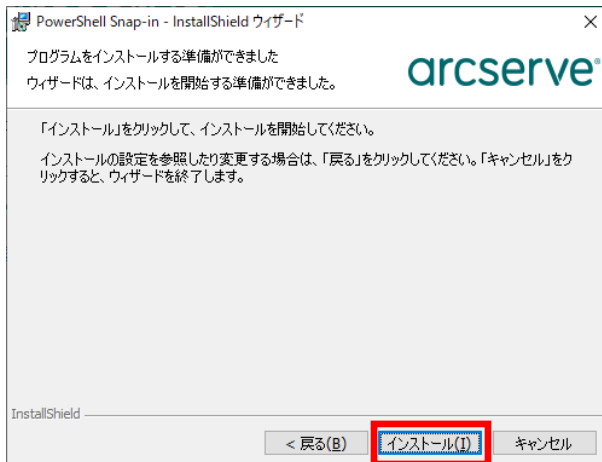 PowerShell Snap-in - InstallShield ウィザード
プログラムをインストールする準備ができました
ウィザードは、インストールを開始する準備ができました。
arcserve®
「インストール」をクリックして、インストールを開始してください。
インストールの設定を参照したり変更する場合は、「戻る」をクリックしてください。「キャンセル」をク
リックすると、ウィザードを終了します。
InstallShield
< 戻る(B)
インストール(I)
キャンセル